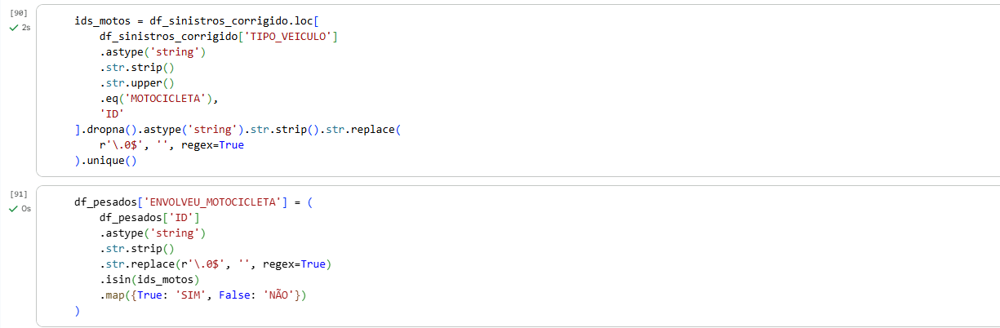 [90]
2s
ids_motos = df_sinistros_corrigido.loc[
    df_sinistros_corrigido['TIPO_VEICULO']
    .astype('string')
    .str.strip()
    .str.upper()
    .eq('MOTOCICLETA'),
    'ID'
].dropna().astype('string').str.strip().str.replace(
    r'\.0$', '', regex=True
).unique()
[91]
0s
df_pesados['ENVOLVEU_MOTOCICLETA'] = (
    df_pesados['ID']
    .astype('string')
    .str.strip()
    .str.replace(r'\.0$', '', regex=True)
    .isin(ids_motos)
    .map({True: 'SIM', False: 'NÃO'})
)